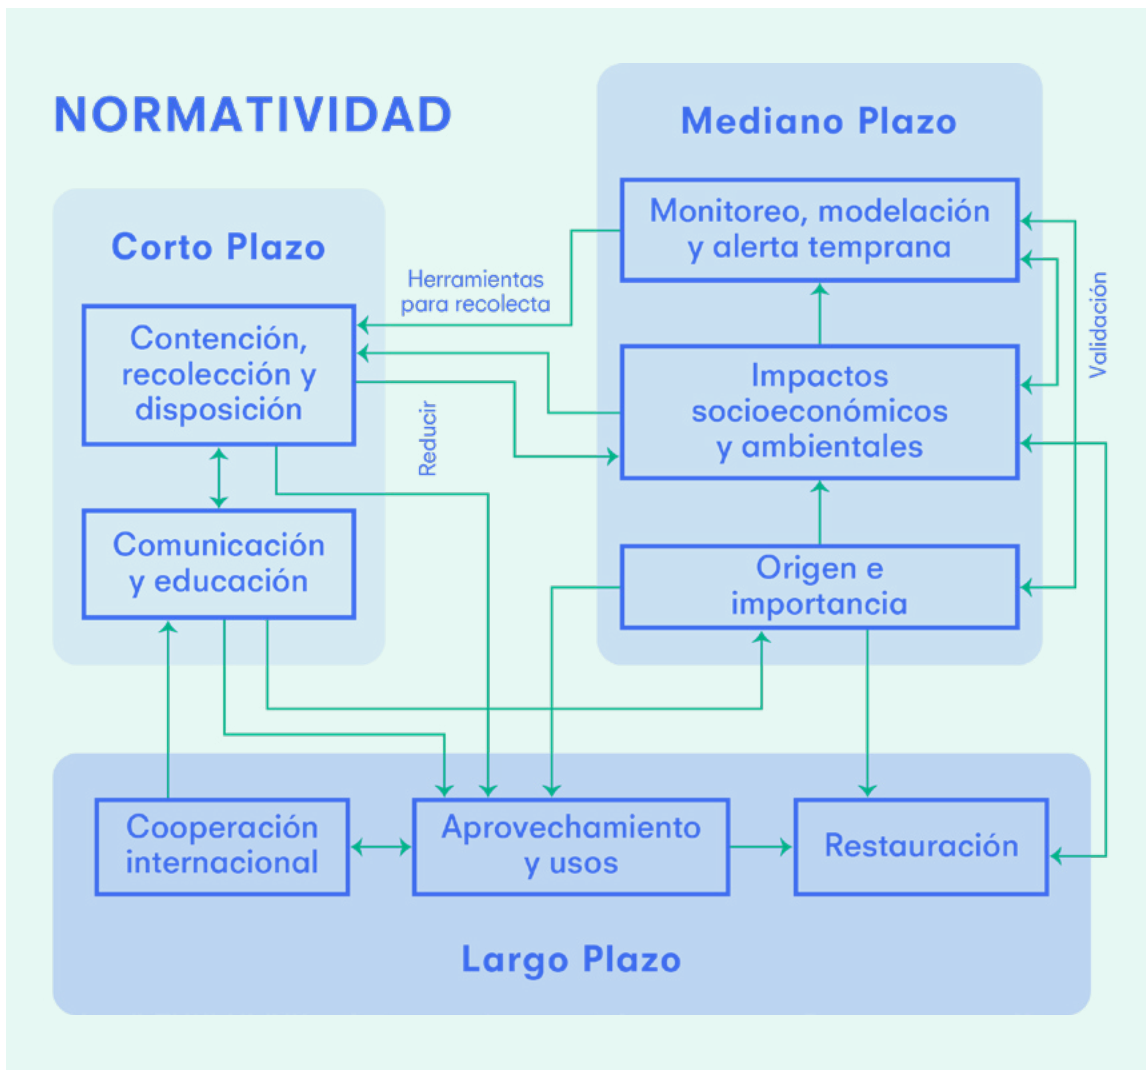 NORMATIVIDAD
Corto Plazo
Contención,
recolección y
disposición
Comunicación
y educación
Herramientas
para recolecta
Reducir
Mediano Plazo
Monitoreo, modelación
y alerta temprana
Impactos
socioeconómicos
y ambientales
Origen e
importancia
Validación
Cooperación
internacional
Aprovechamiento
y usos
Restauración
Largo Plazo